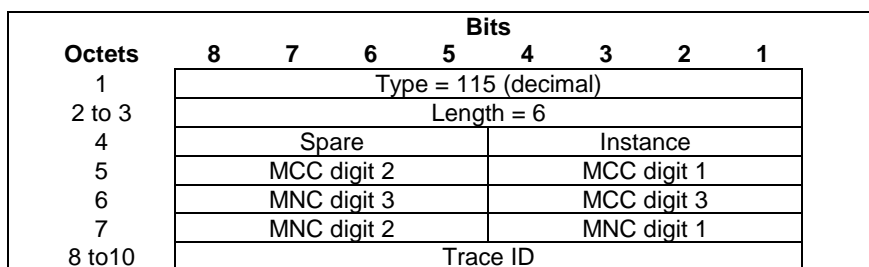 Bits
Octets 8 7 6 5 4 3 2 1
1 Type = 115 (decimal)
2 to 3 Length = 6
4 Spare Instance
5 MCC digit 2 MCC digit 1
6 MNC digit 3 MCC digit 3
7 MNC digit 2 MNC digit 1
8 to10 Trace ID